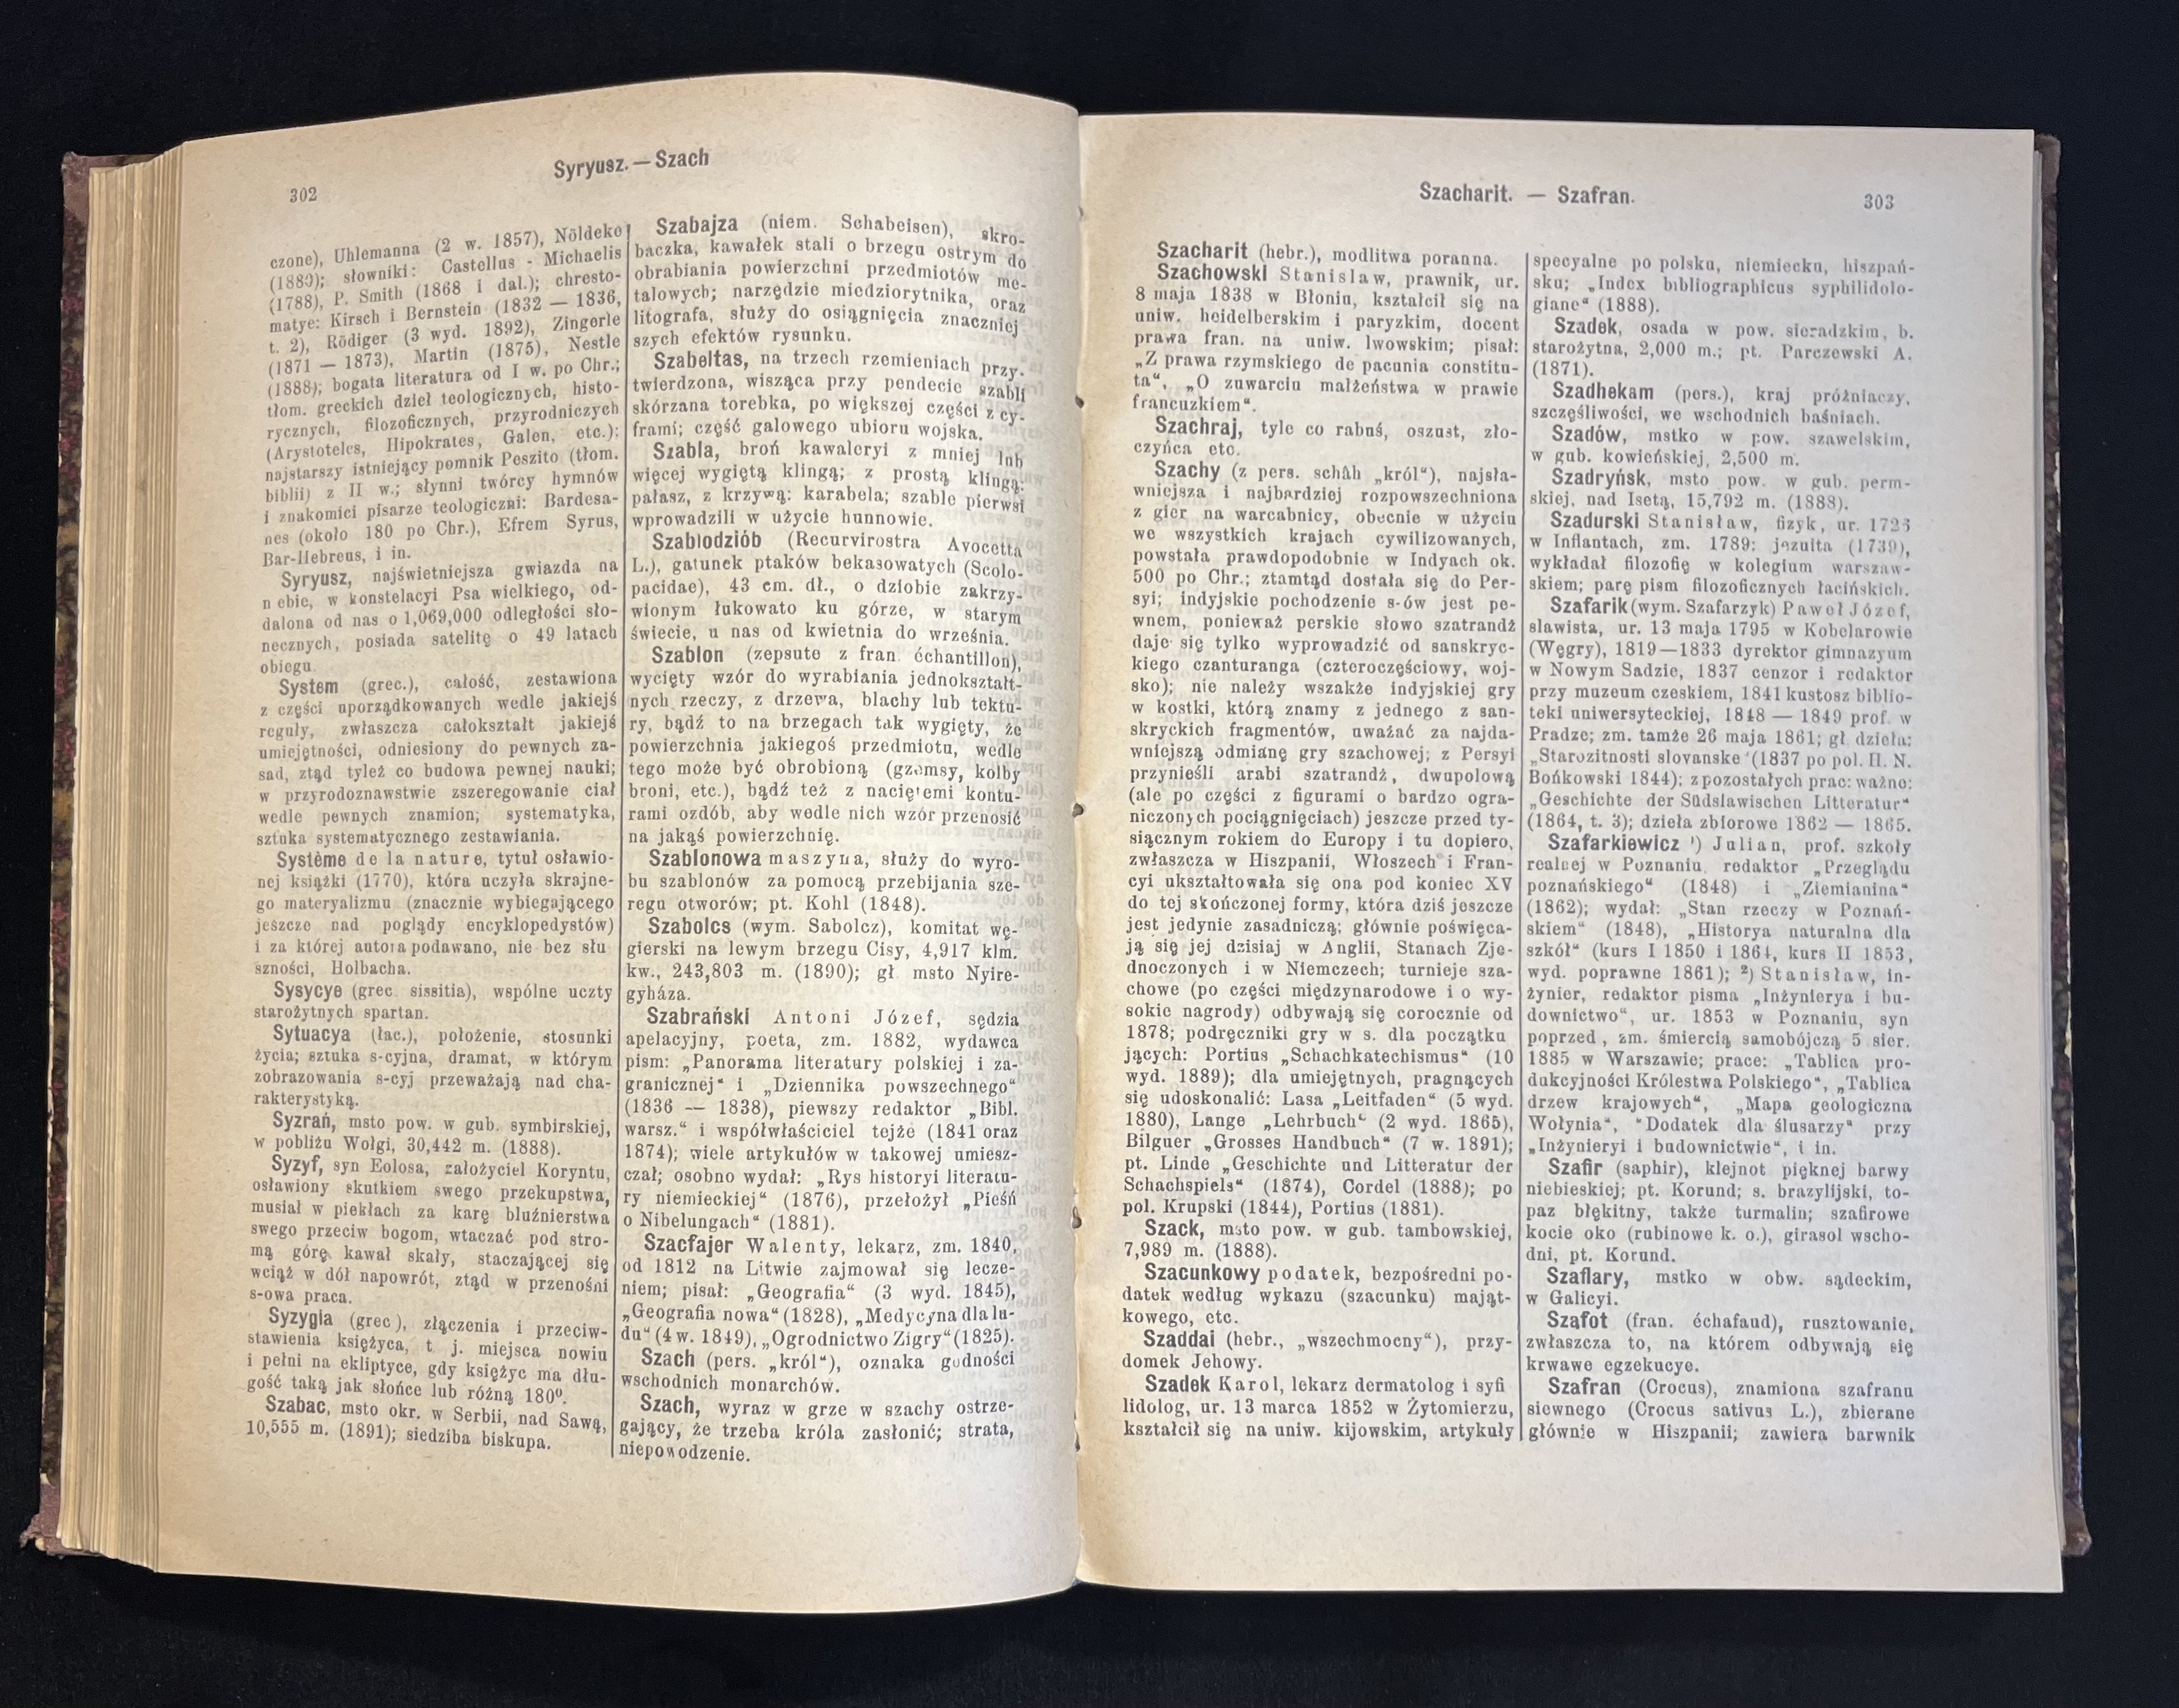 302
Syryusz. — Szach
czone), Uhlemanna (2 w. 1857), Nöldeke
(1880); słowniki: Castellus - Michaelis
(1788), P. Smith (1868 i dal.); chresto-
matye: Kirsch i Bernstein (1832 — 1836,
t. 2), Rödiger (3 wyd. 1892), Zingerle
(1871 — 1873), Martin (1875), Nestle
(1888); bogata literatura od I w. po Chr.;
tłom. greckich dzieł teologicznych, histo-
rycznych, filozoficznych, przyrodniczych
(Arystoteles, Hipokrates, Galen, etc.);
najstarszy istniejący pomnik Peszito (tłom.
biblii) z II w.; słynni twórcy hymnów
i znakomici pisarze teologiczni: Bardesa-
nes (około 180 po Chr.), Efrem Syrus,
Bar-Hebreus, i in.
Syryusz, najświetniejsza gwiazda na
n ebie, w konstelacyi Psa wielkiego, od-
dalona od nas o 1,069,000 odległości sło-
necznych, posiada satelitę o 49 latach
obiegu.
System (grec.), całość, zestawiona
z części uporządkowanych wedle jakiejś
reguły, zwłaszcza całokształt jakiejś
umiejętności, odniesiony do pewnych za-
sad, ztąd tyleż co budowa pewnej nauki;
w przyrodoznawstwie zszeregowanie ciał
wedle pewnych znamion; systematyka,
sztuka systematycznego zestawiania.
Système de la nature, tytuł osławio-
nej książki (1770), która uczyła skrajne-
go materyalizmu (znacznie wybiegającego
jeszcze nad poglądy encyklopedystów)
i za której autora podawano, nie bez słu
szności, Holbacha.
Sysycye (grec. sissitia), wspólne uczty
starożytnych spartan.
Sytuacya (łac.), położenie, stosunki
życia; sztuka s-cyjna, dramat, w którym
zobrazowania s-cyj przeważają nad cha-
rakterystyką.
Syzrań, msto pow. w gub. symbirskiej,
w pobliżu Wołgi, 30,442 m. (1888).
Syzyf, syn Eolosa, założyciel Koryntu,
osławiony skutkiem swego przekupstwa,
musiał w piekłach za karę bluźnierstwa
swego przeciw bogom, wtaczać pod stro-
mą górę kawał skały, staczającej się
wciąż w dół napowrót, ztąd w przenośni
s-owa praca.
Syzygia (grec), złączenia i przeciw-
stawienia księżyca, t j. miejsca nowiu
i pełni na ekliptyce, gdy księżyc ma dłu-
gość taką jak słońce lub różną 180⁰.
Szabac, msto okr. w Serbii, nad Sawą,
10,555 m. (1891); siedziba biskupa.
Szabajza (niem. Schabeisen), skro-
baczka, kawałek stali o brzegu ostrym do
obrabiania powierzchni przedmiotów me-
talowych; narzędzie miedziorytnika, oraz
litografa, służy do osiągnięcia znaczniej
szych efektów rysunku.
Szabeltas, na trzech rzemieniach przy-
twierdzona, wisząca przy pendecie szabli
skórzana torebka, po większej części z cy-
frami; część galowego ubioru wojska.
Szabla, broń kawaleryi z mniej lub
więcej wygiętą klingą; z prostą klingą:
pałasz, z krzywą: karabela; szable pierwsi
wprowadzili w użycie hunnowie.
Szablodziób (Recurvirostra Avocetta
L.), gatunek ptaków bekasowatych (Scolo-
pacidae), 43 cm. dł., o dziobie zakrzy-
wionym łukowato ku górze, w starym
świecie, u nas od kwietnia do września.
Szablon (zepsute z fran. échantillon),
wycięty wzór do wyrabiania jednokształt-
nych rzeczy, z drzewa, blachy lub tektu-
ry, bądź to na brzegach tak wygięty, że
powierzchnia jakiegoś przedmiotu, wedle
tego może być obrobioną (gzemsy, kolby
broni, etc.), bądź też z naciętemi kontu-
rami ozdób, aby wedle nich wzór przenosić
na jakąś powierzchnię.
Szablonowa maszyna, służy do wyro-
bu szablonów za pomocą przebijania sze-
regu otworów; pt. Kohl (1848).
Szabolcs (wym. Sabolcz), komitat wę-
gierski na lewym brzegu Cisy, 4,917 klm.
kw., 243,803 m. (1890); gł msto Nyire-
gyháza.
Szabrański Antoni Józef, sędzia
apelacyjny, poeta, zm. 1882, wydawca
pism: „Panorama literatury polskiej i za-
granicznej“ i „Dziennika powszechnego“
(1836 — 1838), pierwszy redaktor „Bibl.
warsz.“ i współwłaściciel tejże (1841 oraz
1874); wiele artykułów w takowej umiesz-
czał; osobno wydał: „Rys historyi literatu-
ry niemieckiej“ (1876), przełożył „Pieśń
o Nibelungach“ (1881).
Szacfajer Walenty, lekarz, zm. 1840,
od 1812 na Litwie zajmował się lecze-
niem; pisał: „Geografia“ (3 wyd. 1845),
„Geografia nowa“ (1828), „Medycyna dla lu-
du“ (4 w. 1849), „Ogrodnictwo Zigry“ (1825).
Szach (pers. „król“), oznaka godności
wschodnich monarchów.
Szach, wyraz w grze w szachy ostrze-
gający, że trzeba króla zasłonić; strata,
niepowodzenie.
Szacharit. — Szafran.
303
Szacharit (hebr.), modlitwa poranna.
Szachowski Stanislaw, prawnik, ur.
8 maja 1838 w Błoniu, kształcił się na
uniw. heidelberskim i paryzkim, docent
prawa fran. na uniw. lwowskim; pisał:
„Z prawa rzymskiego de pacunia constitu-
ta“, „O zuwarciu małżeństwa w prawie
francuzkiem“.
Szachraj, tyle co rabuś, oszust, zło-
czyńca etc.
Szachy (z pers. schâh „król“), najsła-
wniejsza i najbardziej rozpowszechniona
z gier na warcabnicy, obecnie w użyciu
we wszystkich krajach cywilizowanych,
powstała prawdopodobnie w Indyach ok.
500 po Chr.; ztamtąd dostała się do Per-
syi; indyjskie pochodzenie s-ów jest pe-
wnem, ponieważ perskie słowo szatrandż
daje się tylko wyprowadzić od sanskryc-
kiego czanturanga (czteroczęściowy, woj-
sko); nie należy wszakże indyjskiej gry
w kostki, którą znamy z jednego z san-
skryckich fragmentów, uważać za najda-
wniejszą odmianę gry szachowej; z Persyi
przynieśli arabi szatrandż, dwupolową
(ale po części z figurami o bardzo ogra-
niczonych pociągnięciach) jeszcze przed ty-
siącznym rokiem do Europy i tu dopiero,
zwłaszcza w Hiszpanii, Włoszech i Fran-
cyi ukształtowała się ona pod koniec XV
do tej skończonej formy, która dziś jeszcze
jest jedynie zasadniczą; głównie poświęca-
ją się jej dzisiaj w Anglii, Stanach Zje-
dnoczonych i w Niemczech; turnieje sza-
chowe (po części międzynarodowe i o wy-
sokie nagrody) odbywają się corocznie od
1878; podręczniki gry w s. dla początku
jących: Portius „Schachkatechismus“ (10
wyd. 1889); dla umiejętnych, pragnących
się udoskonalić: Lasa „Leitfaden“ (5 wyd.
1880), Lange „Lehrbuch“ (2 wyd. 1865),
Bilguer „Grosses Handbuch“ (7 w. 1891);
pt. Linde „Geschichte und Litteratur der
Schachspiels“ (1874), Cordel (1888); po
pol. Krupski (1844), Portius (1881).
Szack, msto pow. w gub. tambowskiej,
7,989 m. (1888).
Szacunkowy podatek, bezpośredni po-
datek według wykazu (szacunku) mająt-
kowego, etc.
Szaddai (hebr., „wszechmocny“), przy-
domek Jehowy.
Szadek Karol, lekarz dermatolog i syfi
lidolog, ur. 13 marca 1852 w Żytomierzu,
kształcił się na uniw. kijowskim, artykuły
specyalne po polsku, niemiecku, hiszpań-
sku; „Index bibliographicus syphilidolo-
giane“ (1888).
Szadek, osada w pow. sieradzkim, b.
starożytna, 2,000 m.; pt. Parczewski A.
(1871).
Szadhekam (pers.), kraj próżniaczy,
szczęśliwości, we wschodnich baśniach.
Szadów, mstko w pow. szawelskim,
w gub. kowieńskiej, 2,500 m.
Szadryńsk, msto pow. w gub. perm-
skiej, nad Isetą, 15,792 m. (1888).
Szadurski Stanisław, fizyk, ur. 1726
w Inflantach, zm. 1789; jezuita (1739),
wykładał filozofię w kolegium warszaw-
skiem; parę pism filozoficznych łacińskich.
Szafarik (wym. Szafarzyk) Paweł Józef,
slawista, ur. 13 maja 1795 w Kobelarowie
(Węgry), 1819—1833 dyrektor gimnazyum
w Nowym Sadzie, 1837 cenzor i redaktor
przy muzeum czeskiem, 1841 kustosz biblio-
teki uniwersyteckiej, 1848 — 1849 prof. w
Pradze; zm. tamże 26 maja 1861; gł. dzieła:
„Starozitnosti slovanske“ (1837 po pol. H. N.
Bońkowski 1844); z pozostałych prac: ważne:
„Geschichte der Südslawischen Litteratur“
(1864, t. 3); dzieła zbiorowe 1862 — 1865.
Szafarkiewicz ¹) Julian, prof. szkoły
realnej w Poznaniu, redaktor „Przeglądu
poznańskiego“ (1848) i „Ziemianina“
(1862); wydał: „Stan rzeczy w Poznań-
skiem“ (1848), „Historya naturalna dla
szkół“ (kurs I 1850 i 1864, kurs II 1853,
wyd. poprawne 1861); ²) Stanisław, in-
żynier, redaktor pisma „Inżynierya i bu-
downictwo“, ur. 1853 w Poznaniu, syn
poprzed, zm. śmiercią samobójczą 5 sier.
1885 w Warszawie; prace: „Tablica pro-
dukcyjności Królestwa Polskiego“, „Tablica
drzew krajowych“, „Mapa geologiczna
Wołynia“, “Dodatek dla ślusarzy“ przy
„Inżynieryi i budownictwie“, i in.
Szafir (saphir), klejnot pięknej barwy
niebieskiej; pt. Korund; s. brazylijski, to-
paz błękitny, także turmalin; szafirowe
kocie oko (rubinowe k. o.), girasol wscho-
dni, pt. Korund.
Szaflary, mstko w obw. sądeckim,
w Galicyi.
Szafot (fran. échafaud), rusztowanie,
zwłaszcza to, na którem odbywają się
krwawe egzekucye.
Szafran (Crocus), znamiona szafranu
siewnego (Crocus sativus L.), zbierane
głównie w Hiszpanii; zawiera barwnik